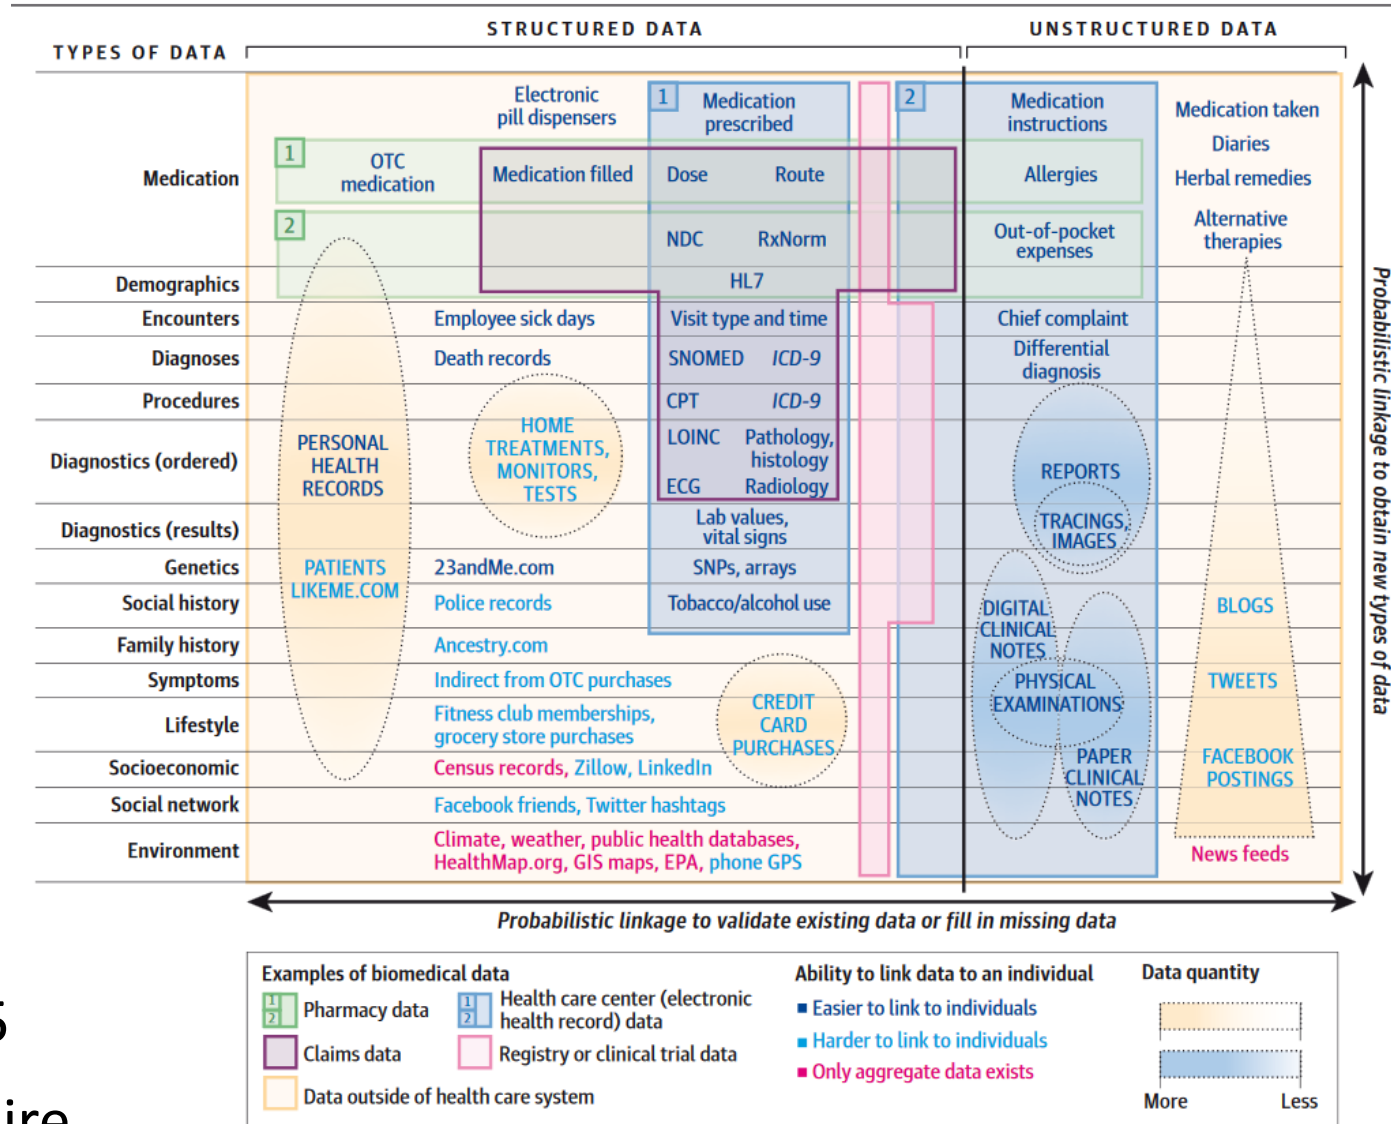 STRUCTURED DATA
UNSTRUCTURED DATA
TYPES OF DATA
Electronic
pill dispensers
1
Medication
prescribed
2
Medication
instructions
Medication taken
Diaries
Herbal remedies
Alternative
therapies
Medication
1
OTC
medication
Medication filled
Dose
Route
Allergies
2
NDC
RxNorm
Out-of-pocket
expenses
Demographics
HL7
Encounters
Employee sick days
Visit type and time
Chief complaint
Diagnoses
Death records
SNOMED
ICD-9
Differential
diagnosis
Procedures
CPT
ICD-9
Diagnostics (ordered)
PERSONAL
HEALTH
RECORDS
HOME
TREATMENTS,
MONITORS,
TESTS
LOINC
Pathology,
histology
ECG
Radiology
REPORTS
TRACINGS,
IMAGES
Diagnostics (results)
Lab values,
vital signs
Genetics
PATIENTS
LIKEME.COM
23andMe.com
SNPs, arrays
Social history
Police records
Tobacco/alcohol use
DIGITAL
CLINICAL
NOTES
BLOGS
Family history
Ancestry.com
Symptoms
Indirect from OTC purchases
PHYSICAL
EXAMINATIONS
TWEETS
Lifestyle
Fitness club memberships,
grocery store purchases
CREDIT
CARD
PURCHASES
Socioeconomic
Census records, Zillow, LinkedIn
PAPER
CLINICAL
NOTES
FACEBOOK
POSTINGS
Social network
Facebook friends, Twitter hashtags
Environment
Climate, weather, public health databases,
HealthMap.org, GIS maps, EPA, phone GPS
News feeds
Probabilistic linkage to obtain new types of data
Probabilistic linkage to validate existing data or fill in missing data
Examples of biomedical data
1
2
Pharmacy data
1
2
Health care center (electronic
health record) data
Claims data
Registry or clinical trial data
Data outside of health care system
Ability to link data to an individual
Easier to link to individuals
Harder to link to individuals
Only aggregate data exists
Data quantity
More
Less